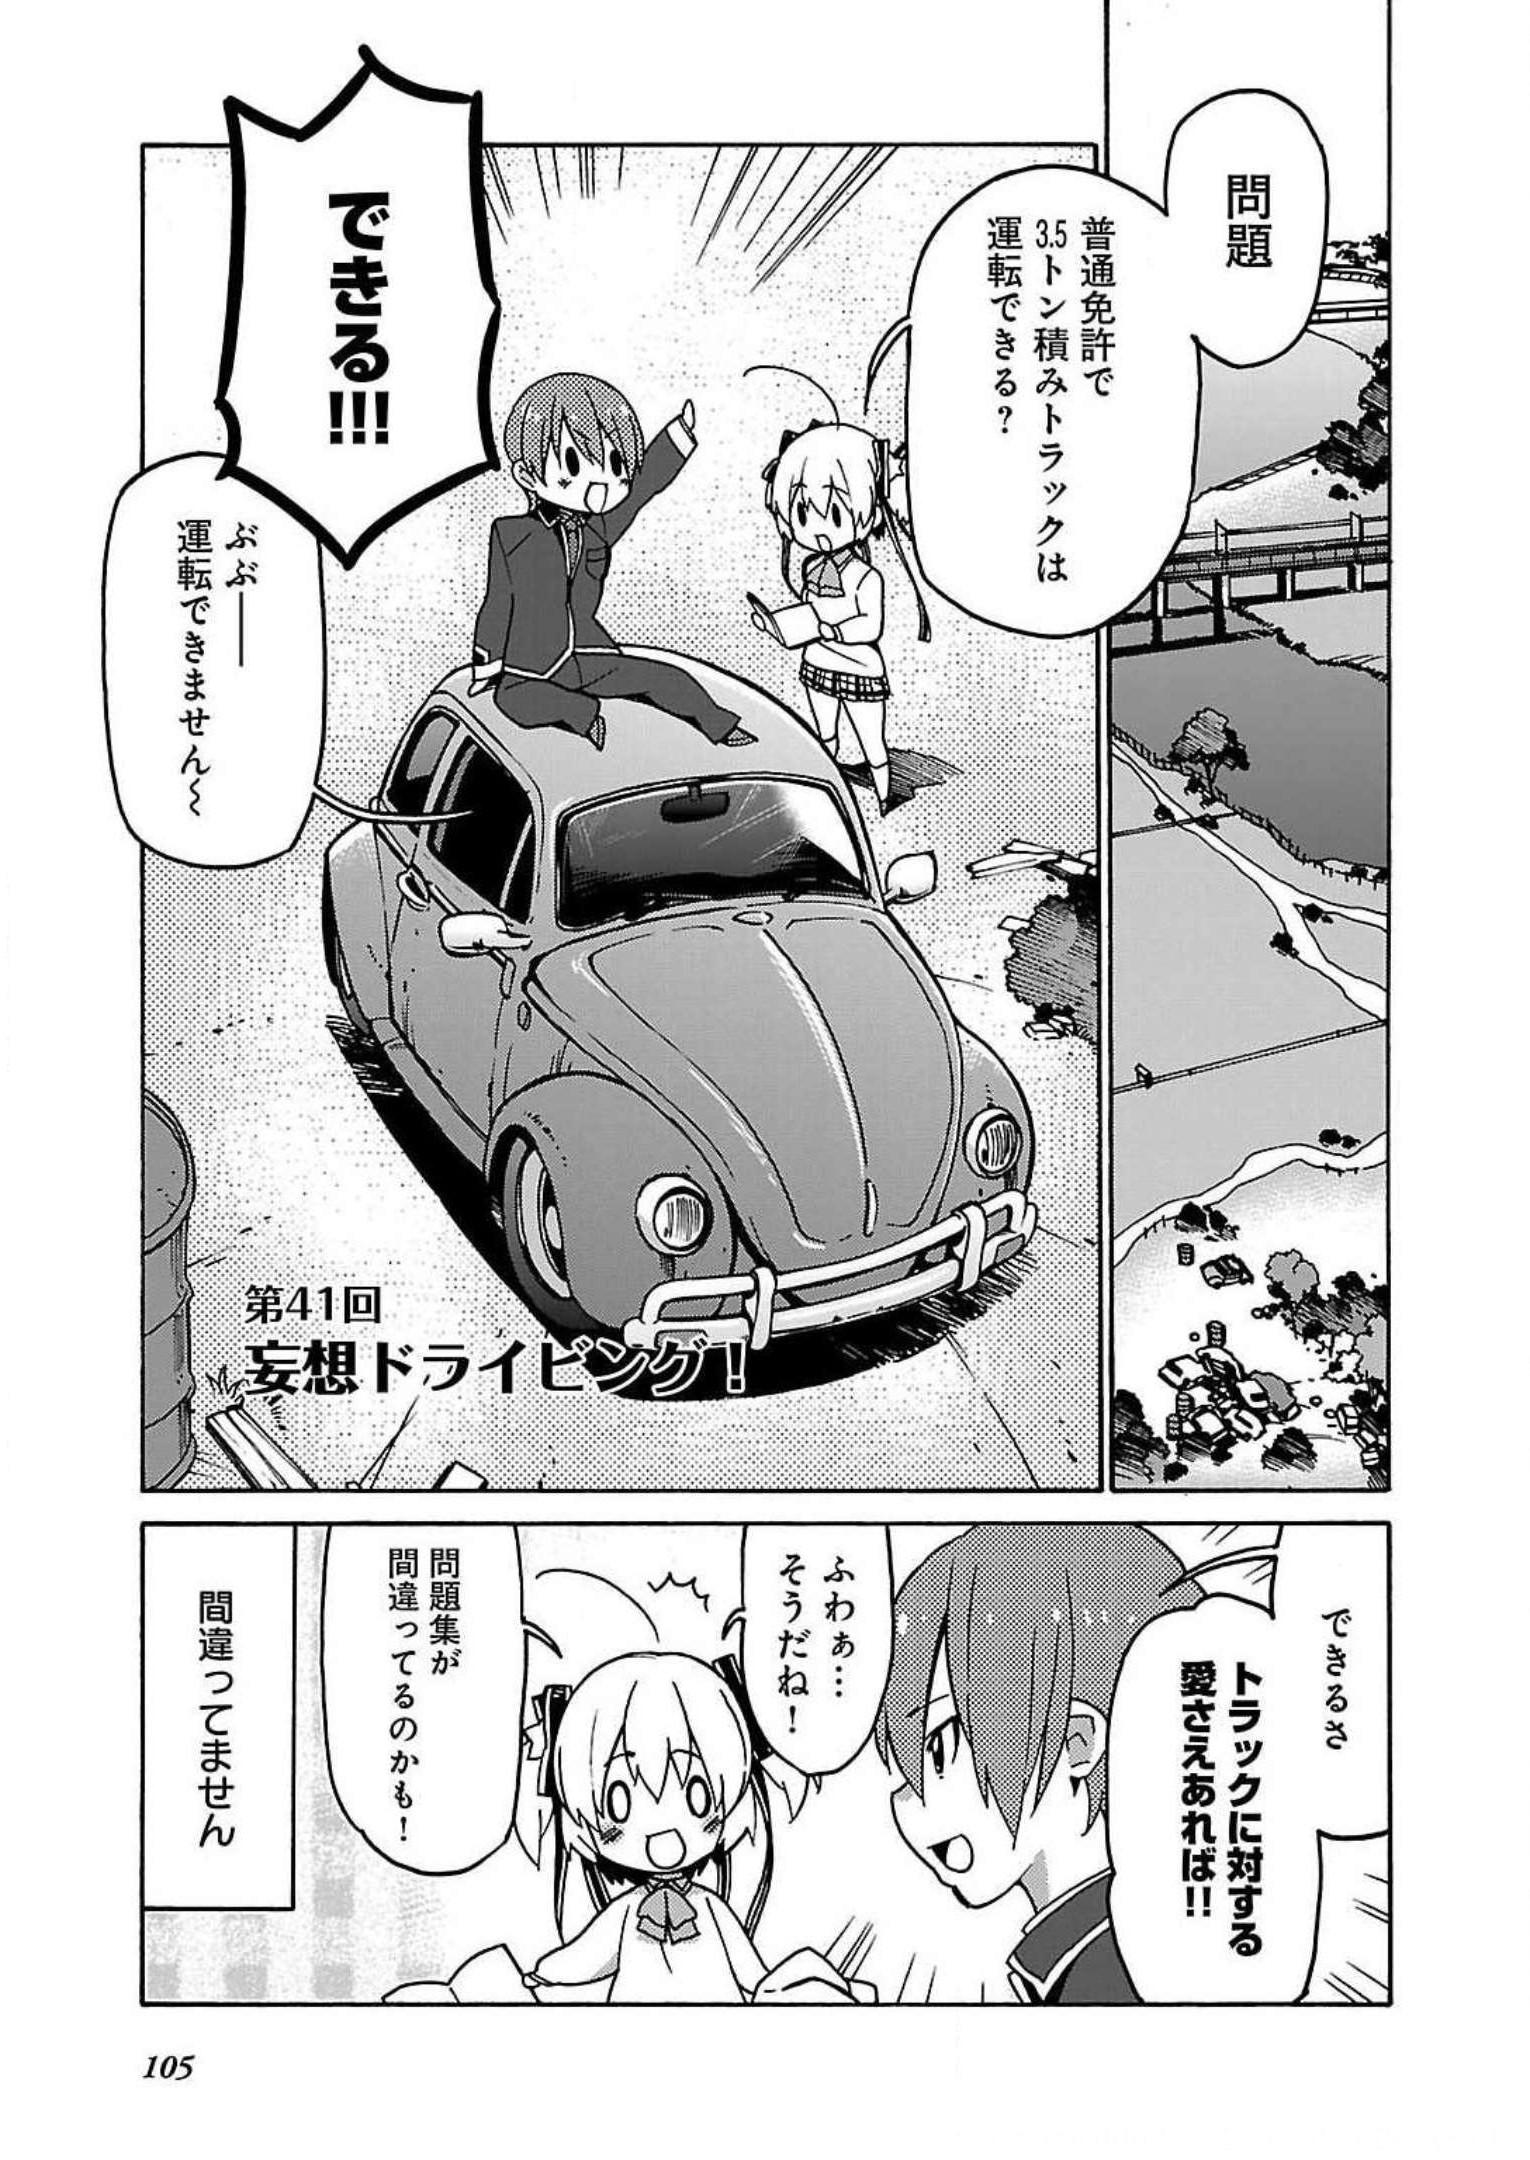 問題
普通免許で
3.5トン積みトラックは
運転できる?
できる!!!
ぶぶ――
運転できません〜
第41回
妄想ドライビング!
できるさ
トラックに対する
愛さえあれば!!
ふわぁ…
そうだね!
問題集が
間違ってるのかも!
間違ってません
105